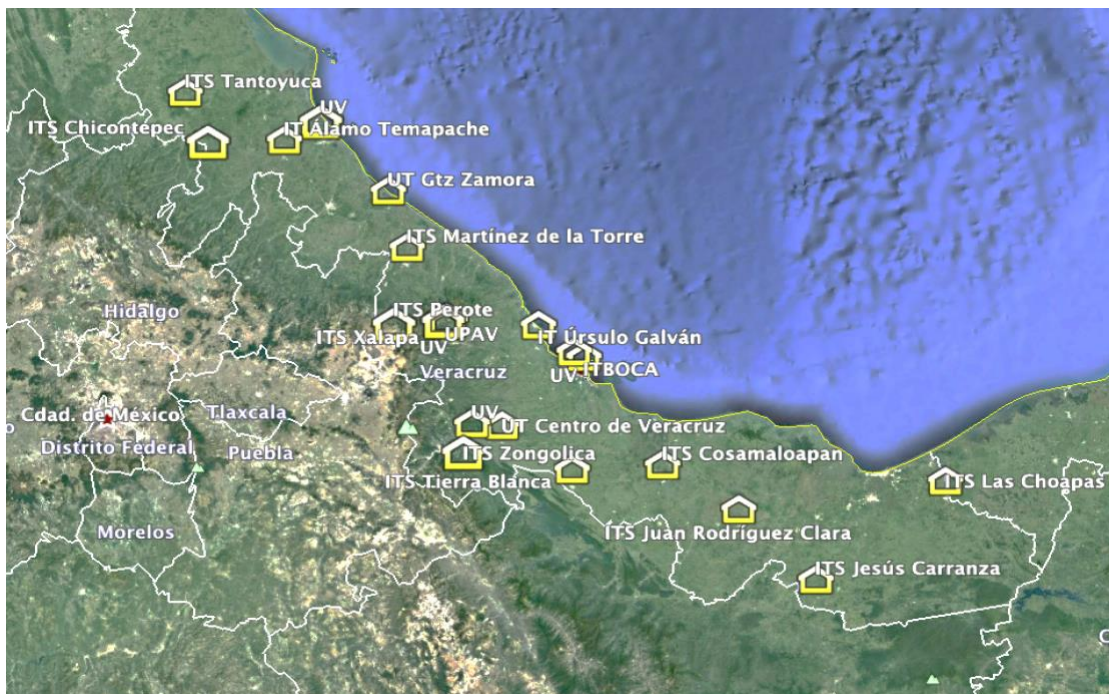 ITS Tantoyuca
UV
ITS Chicontepec
IT Álamo Temapache
UT Gtz Zamora
ITS Martínez de la Torre
ITS Perote
Hidalgo
ITS Xalapa
UPAV
IT Úrsulo Galván
UV
Veracruz
ITBOCA
UV
Cdad. de México
Tlaxcala
UV
UT Centro de Veracruz
Distrito Federal
Puebla
ITS Zongolica
ITS Cosamaloapan
ITS Tierra Blanca
ITS Las Choapas
Morelos
ITS Juan Rodríguez Clara
ITS Jesús Carranza